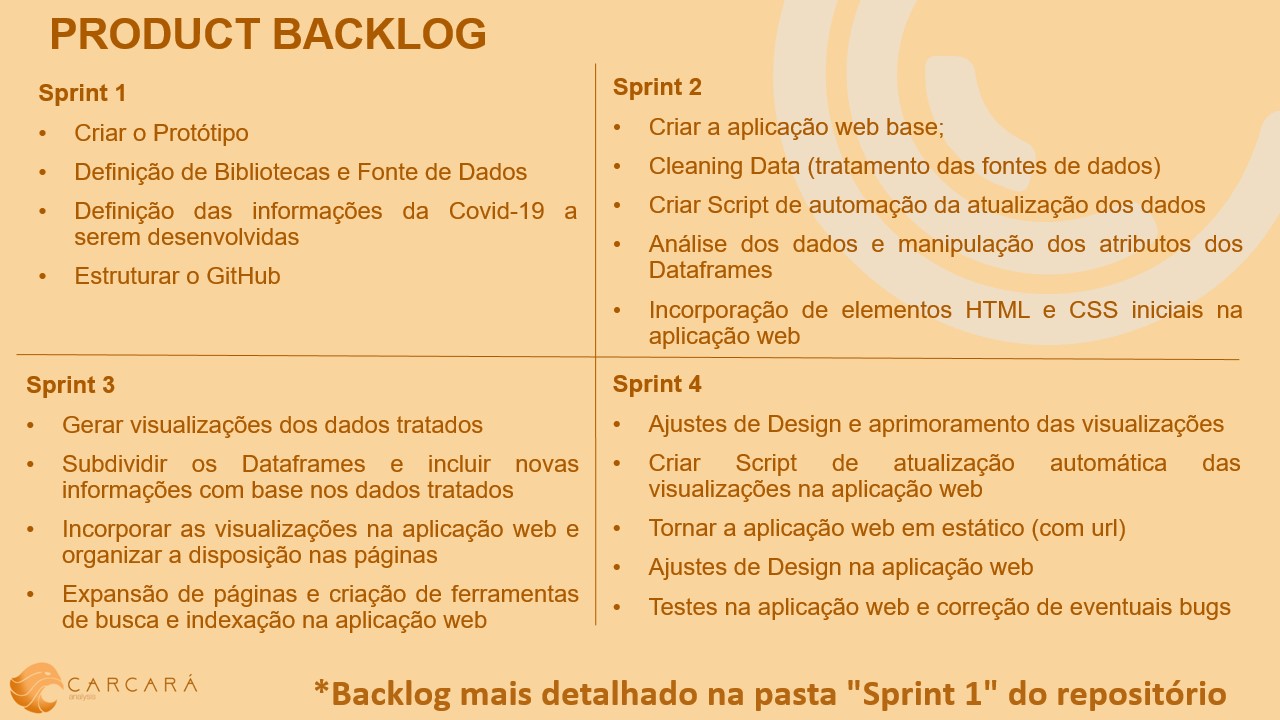 PRODUCT BACKLOG
Sprint 1
• Criar o Protótipo
• Definição de Bibliotecas e Fonte de Dados
• Definição das informações da Covid-19 a
serem desenvolvidas
• Estruturar o GitHub
Sprint 2
• Criar a aplicação web base;
• Cleaning Data (tratamento das fontes de dados)
• Criar Script de automação da atualização dos dados
• Análise dos dados e manipulação dos atributos dos
Dataframes
• Incorporação de elementos HTML e CSS iniciais na
aplicação web
Sprint 3
• Gerar visualizações dos dados tratados
• Subdividir os Dataframes e incluir novas
informações com base nos dados tratados
• Incorporar as visualizações na aplicação web e
organizar a disposição nas páginas
• Expansão de páginas e criação de ferramentas
de busca e indexação na aplicação web
Sprint 4
• Ajustes de Design e aprimoramento das visualizações
• Criar Script de atualização automática das
visualizações na aplicação web
• Tornar a aplicação web em estático (com url)
• Ajustes de Design na aplicação web
• Testes na aplicação web e correção de eventuais bugs
CARCARÁ
analysis
*Backlog mais detalhado na pasta "Sprint 1" do repositório